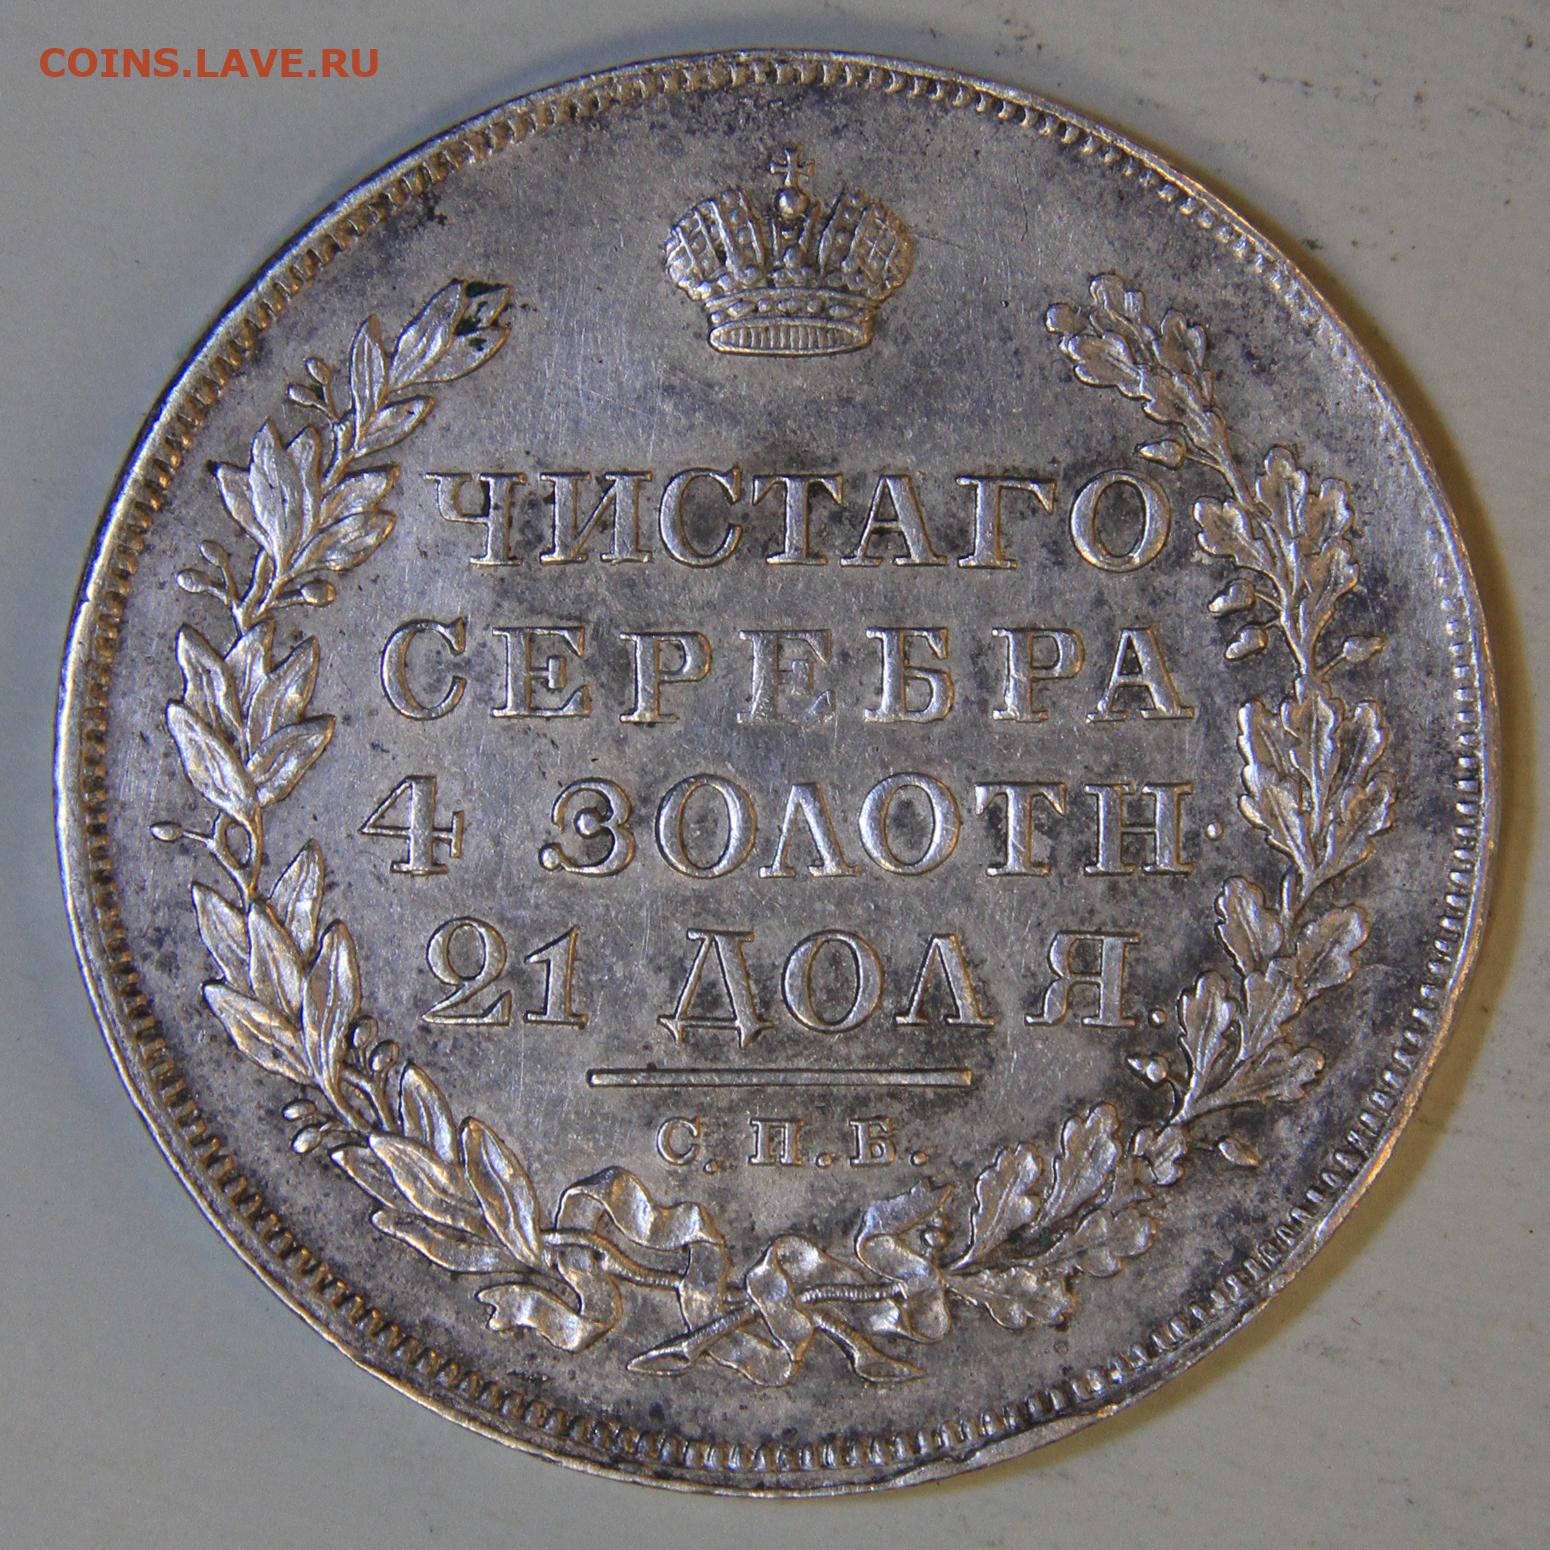 COINS.LAVE.RU
ЧИСТАГО
СЕРЕБРА
4 ЗОЛОТН.
21 ДОЛЯ.
С.П.Б.